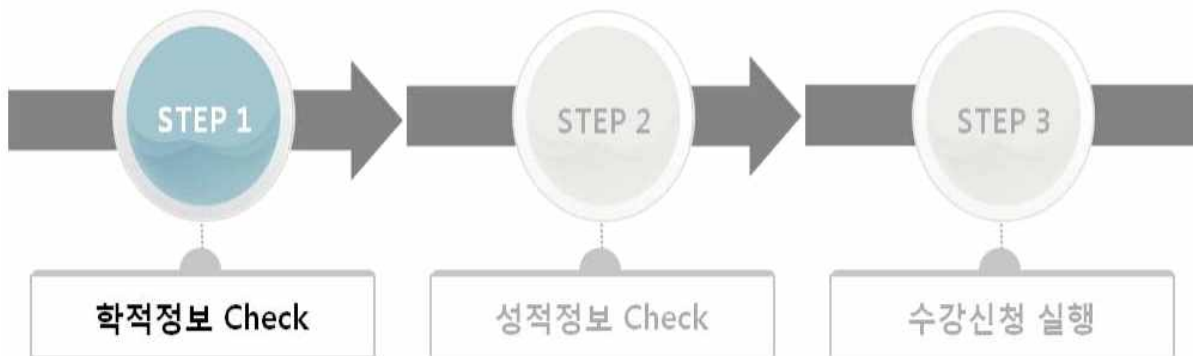 STEP 1
STEP 2
STEP 3
학적정보 Check
성적정보 Check
수강신청 실행